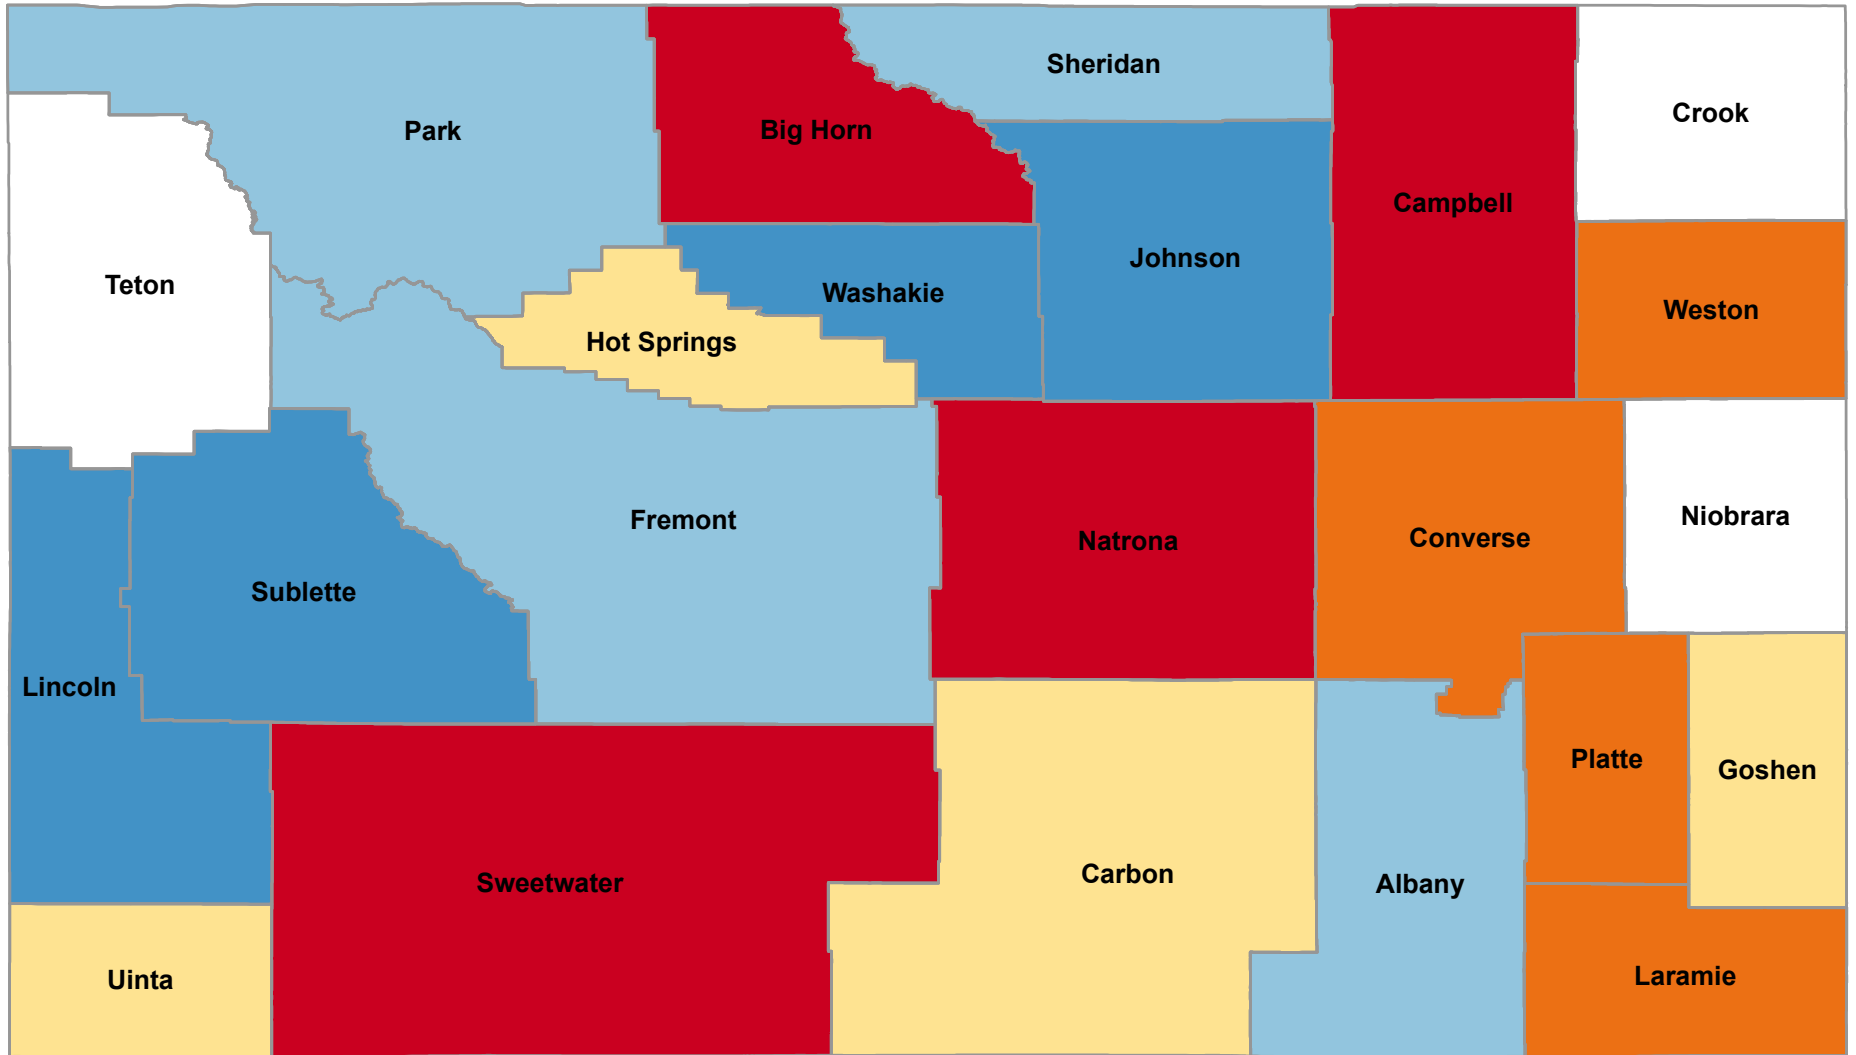 Sheridan
Crook
Park
Big Horn
Campbell
Johnson
Teton
Washakie
Weston
Hot Springs
Niobrara
Fremont
Converse
Natrona
Sublette
Lincoln
Platte
Goshen
Carbon
Sweetwater
Albany
Laramie
Uinta